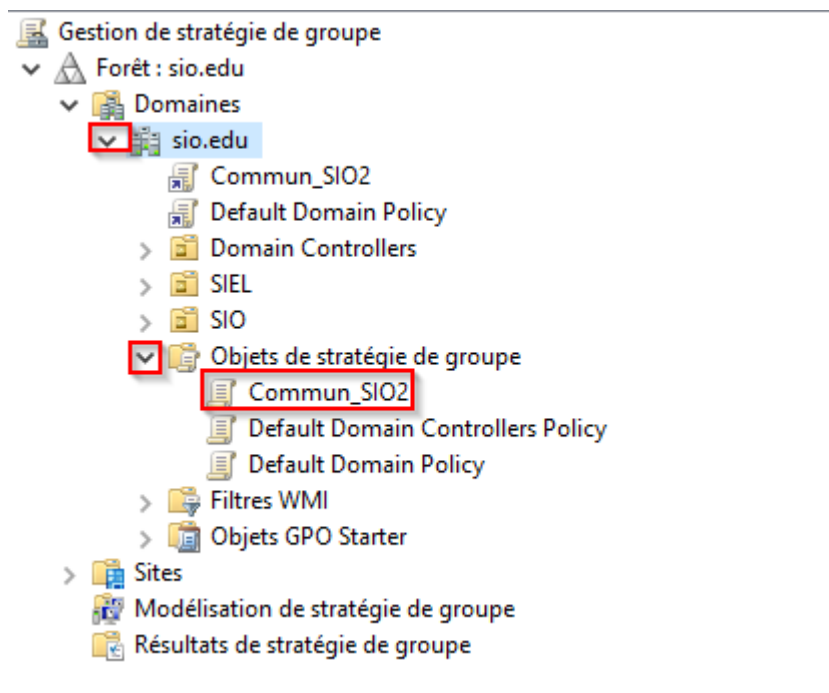 Gestion de stratégie de groupe
Forêt : sio.edu
Domaines
sio.edu
Commun_SIO2
Default Domain Policy
Domain Controllers
SIEL
SIO
Objets de stratégie de groupe
Commun_SIO2
Default Domain Controllers Policy
Default Domain Policy
Filtres WMI
Objets GPO Starter
Sites
Modélisation de stratégie de groupe
Résultats de stratégie de groupe